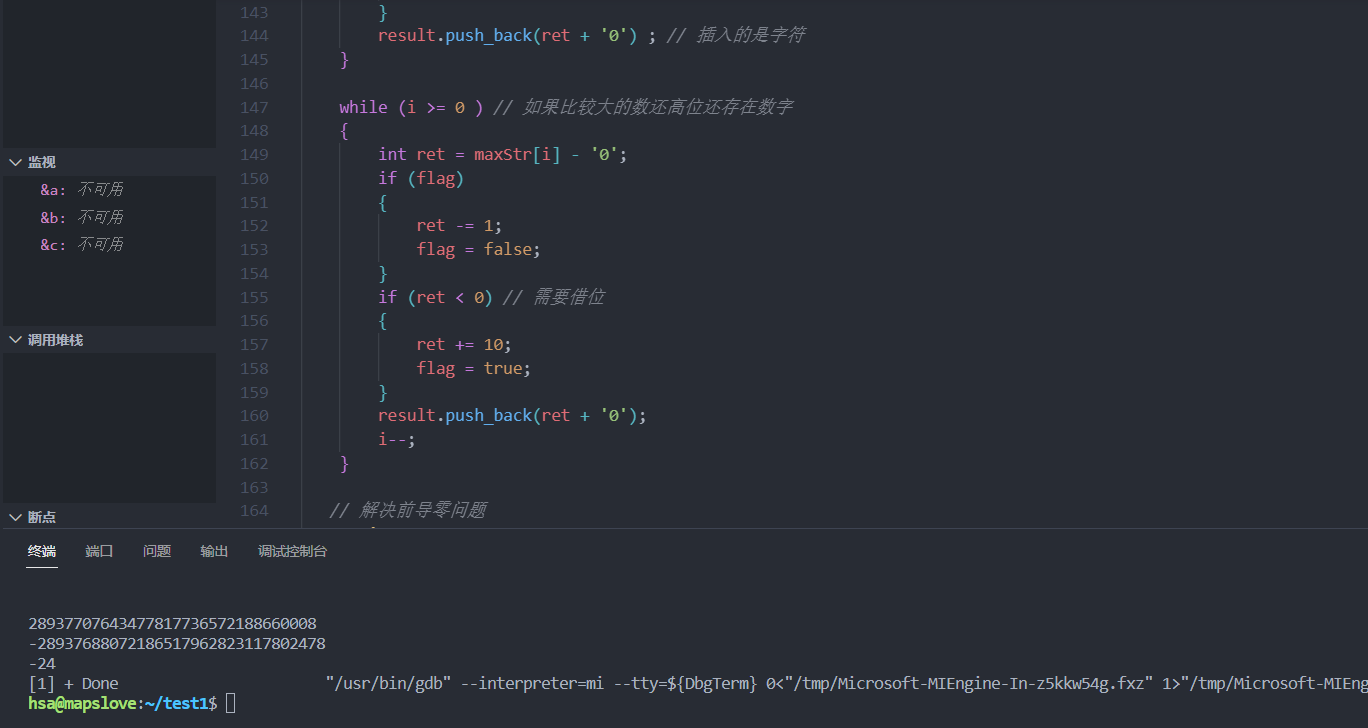 143 }
144 result.push_back(ret + '0') ; // 插入的是字符
145 }
146
147 while (i >= 0 ) // 如果比较大的数还高位还存在数字
148 {
149 int ret = maxStr[i] - '0';
150 if (flag)
151 {
152 ret -= 1;
153 flag = false;
154 }
155 if (ret < 0) // 需要借位
156 {
157 ret += 10;
158 flag = true;
159 }
160 result.push_back(ret + '0');
161 i--;
162 }
163
164 // 解决前导零问题
监视
&a: 不可用
&b: 不可用
&c: 不可用
调用堆栈
断点
终端 端口 问题 输出 调试控制台
28937707643477817736572188660008
-28937688072186517962823117802478
-24
[1] + Done "/usr/bin/gdb" --interpreter=mi --tty=${DbgTerm} 0<"/tmp/Microsoft-MIEngine-In-z5kkw54g.fxz" 1>"/tmp/Microsoft-MIEng
hsa@mapslove:~/test1$